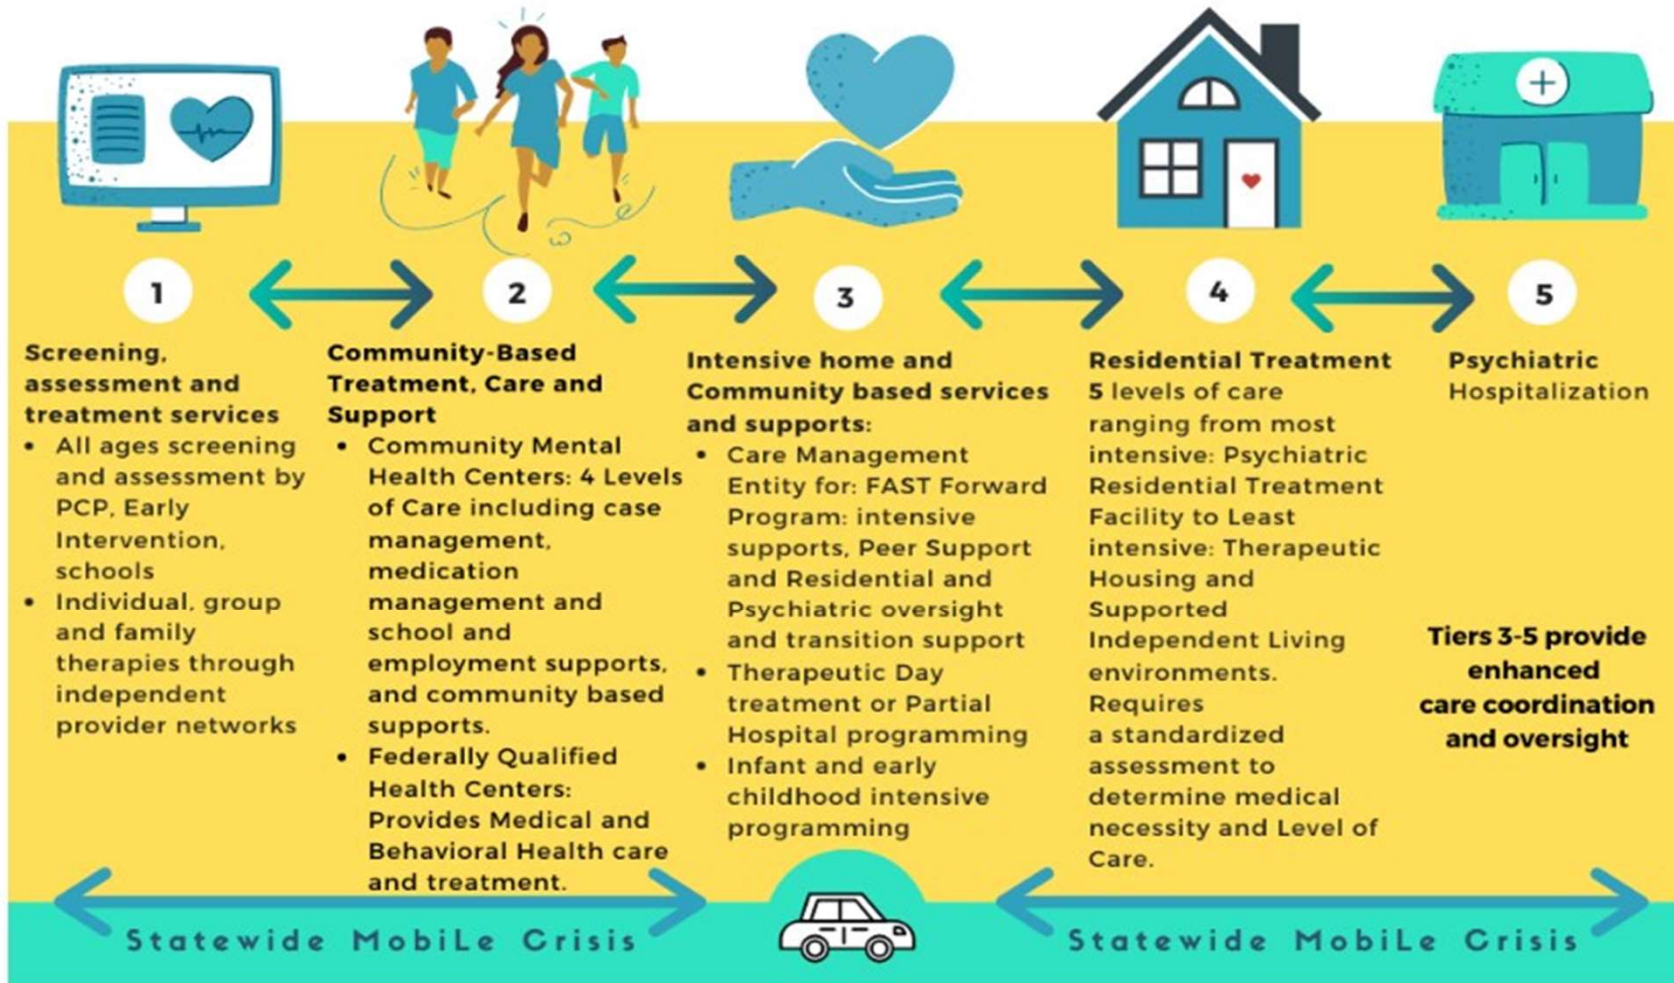 1
Screening,
assessment and
treatment services
• All ages screening
and assessment by
PCP, Early
Intervention,
schools
• Individual, group
and family
therapies through
independent
provider networks
2
Community-Based
Treatment, Care and
Support
• Community Mental
Health Centers: 4 Levels
of Care including case
management,
medication
management and
school and
employment supports,
and community based
supports.
• Federally Qualified
Health Centers:
Provides Medical and
Behavioral Health care
and treatment.
3
Intensive home and
Community based services
and supports:
• Care Management
Entity for: FAST Forward
Program: intensive
supports, Peer Support
and Residential and
Psychiatric oversight
and transition support
• Therapeutic Day
treatment or Partial
Hospital programming
• Infant and early
childhood intensive
programming
4
Residential Treatment
5 levels of care
ranging from most
intensive: Psychiatric
Residential Treatment
Facility to Least
intensive: Therapeutic
Housing and
Supported
Independent Living
environments.
Requires
a standardized
assessment to
determine medical
necessity and Level of
Care.
5
Psychiatric
Hospitalization
Tiers 3-5 provide
enhanced
care coordination
and oversight
Statewide MobiLe Crisis
Statewide MobiLe Crisis